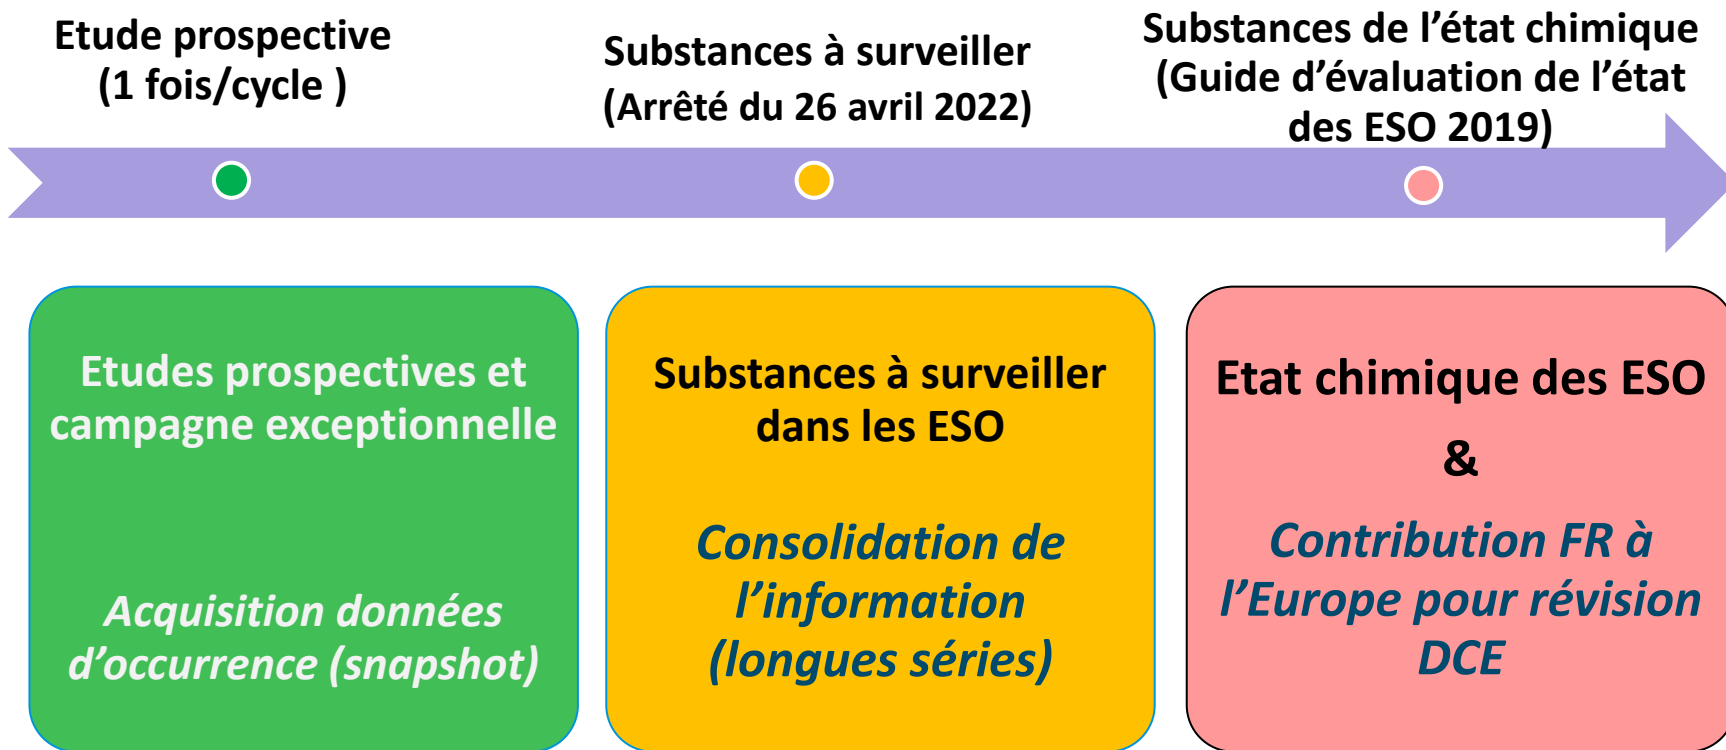 Etude prospective
(1 fois/cycle )
Substances à surveiller
(Arrêté du 26 avril 2022)
Substances de l’état chimique
(Guide d’évaluation de l’état
des ESO 2019)
Etudes prospectives et
campagne exceptionnelle
Acquisition données
d’occurrence (snapshot)
Substances à surveiller
dans les ESO
Consolidation de
l’information
(longues séries)
Etat chimique des ESO
&
Contribution FR à
l’Europe pour révision
DCE